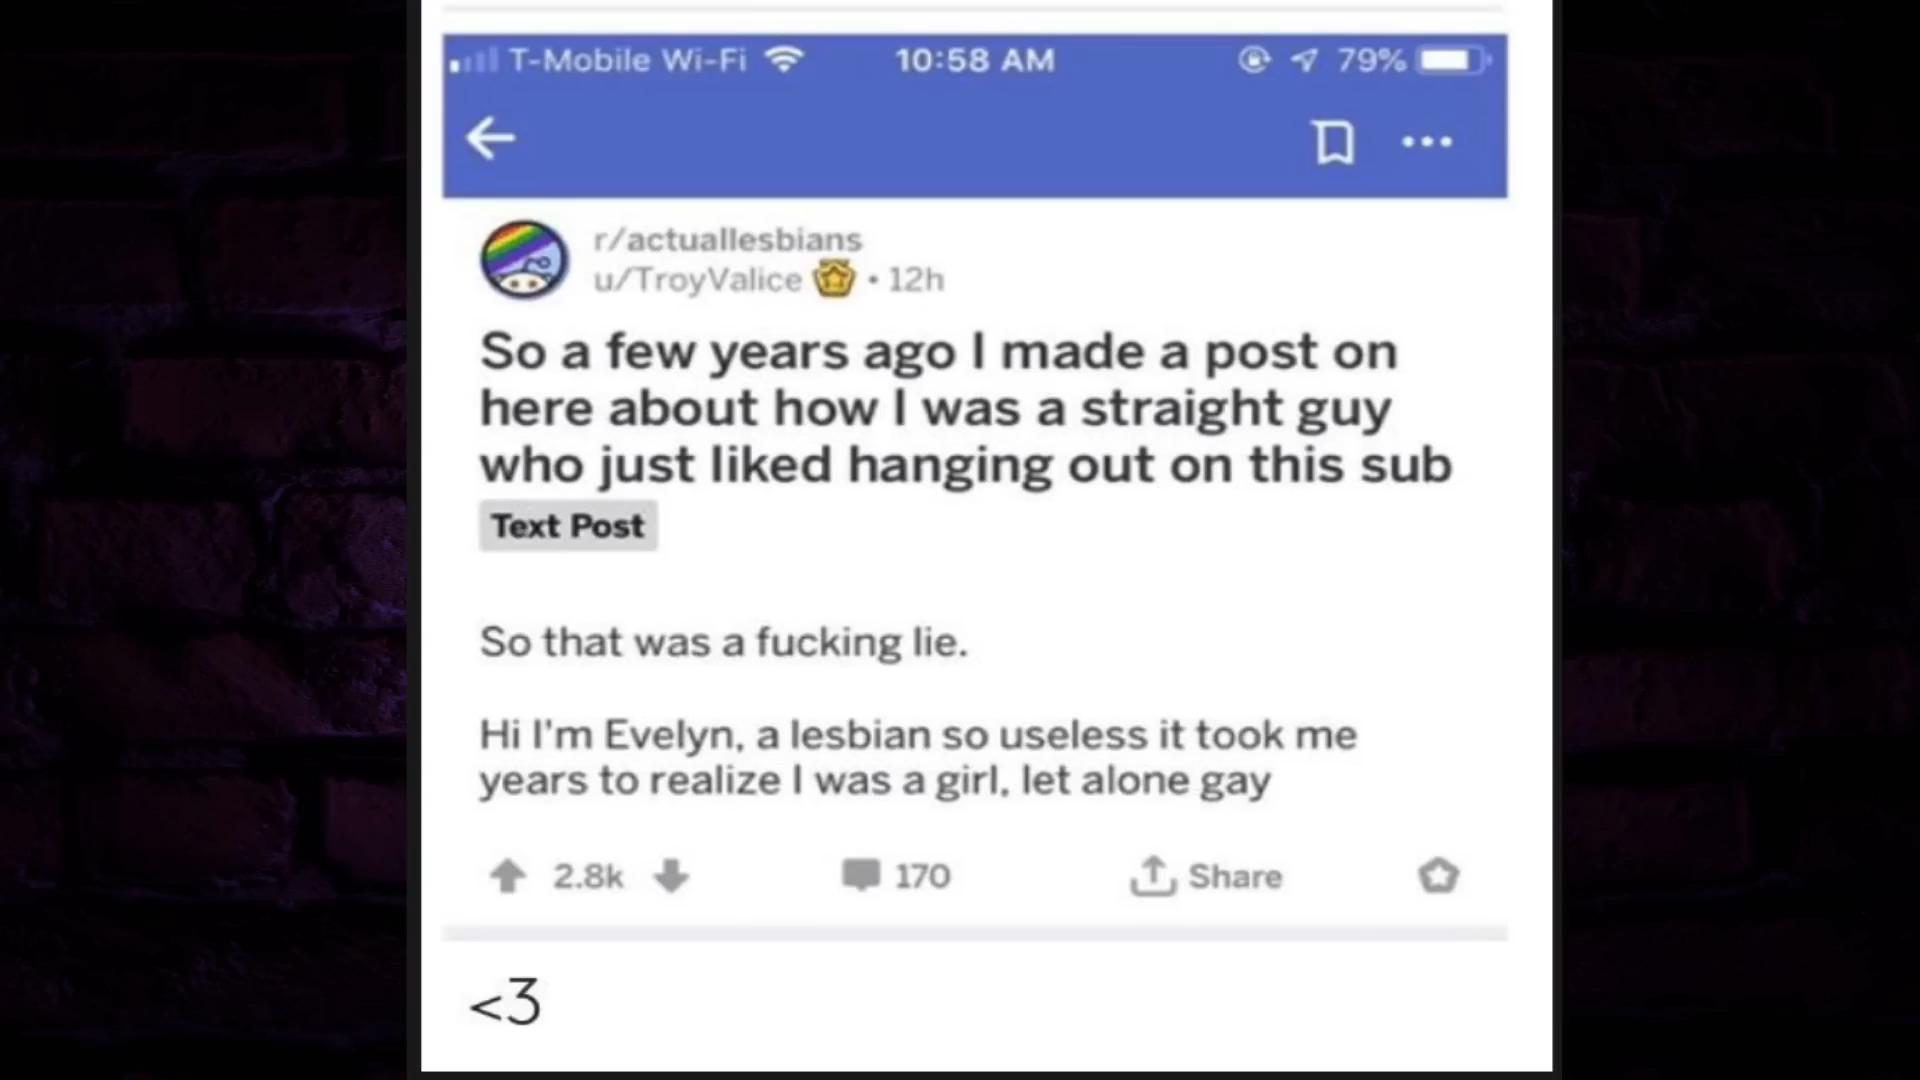 T-Mobile Wi-Fi 10:58 AM 79%
r/actuallesbians
u/TroyValice • 12h
So a few years ago I made a post on
here about how I was a straight guy
who just liked hanging out on this sub
Text Post
So that was a fucking lie.
Hi I'm Evelyn, a lesbian so useless it took me
years to realize I was a girl, let alone gay
2.8k 170 Share
<3